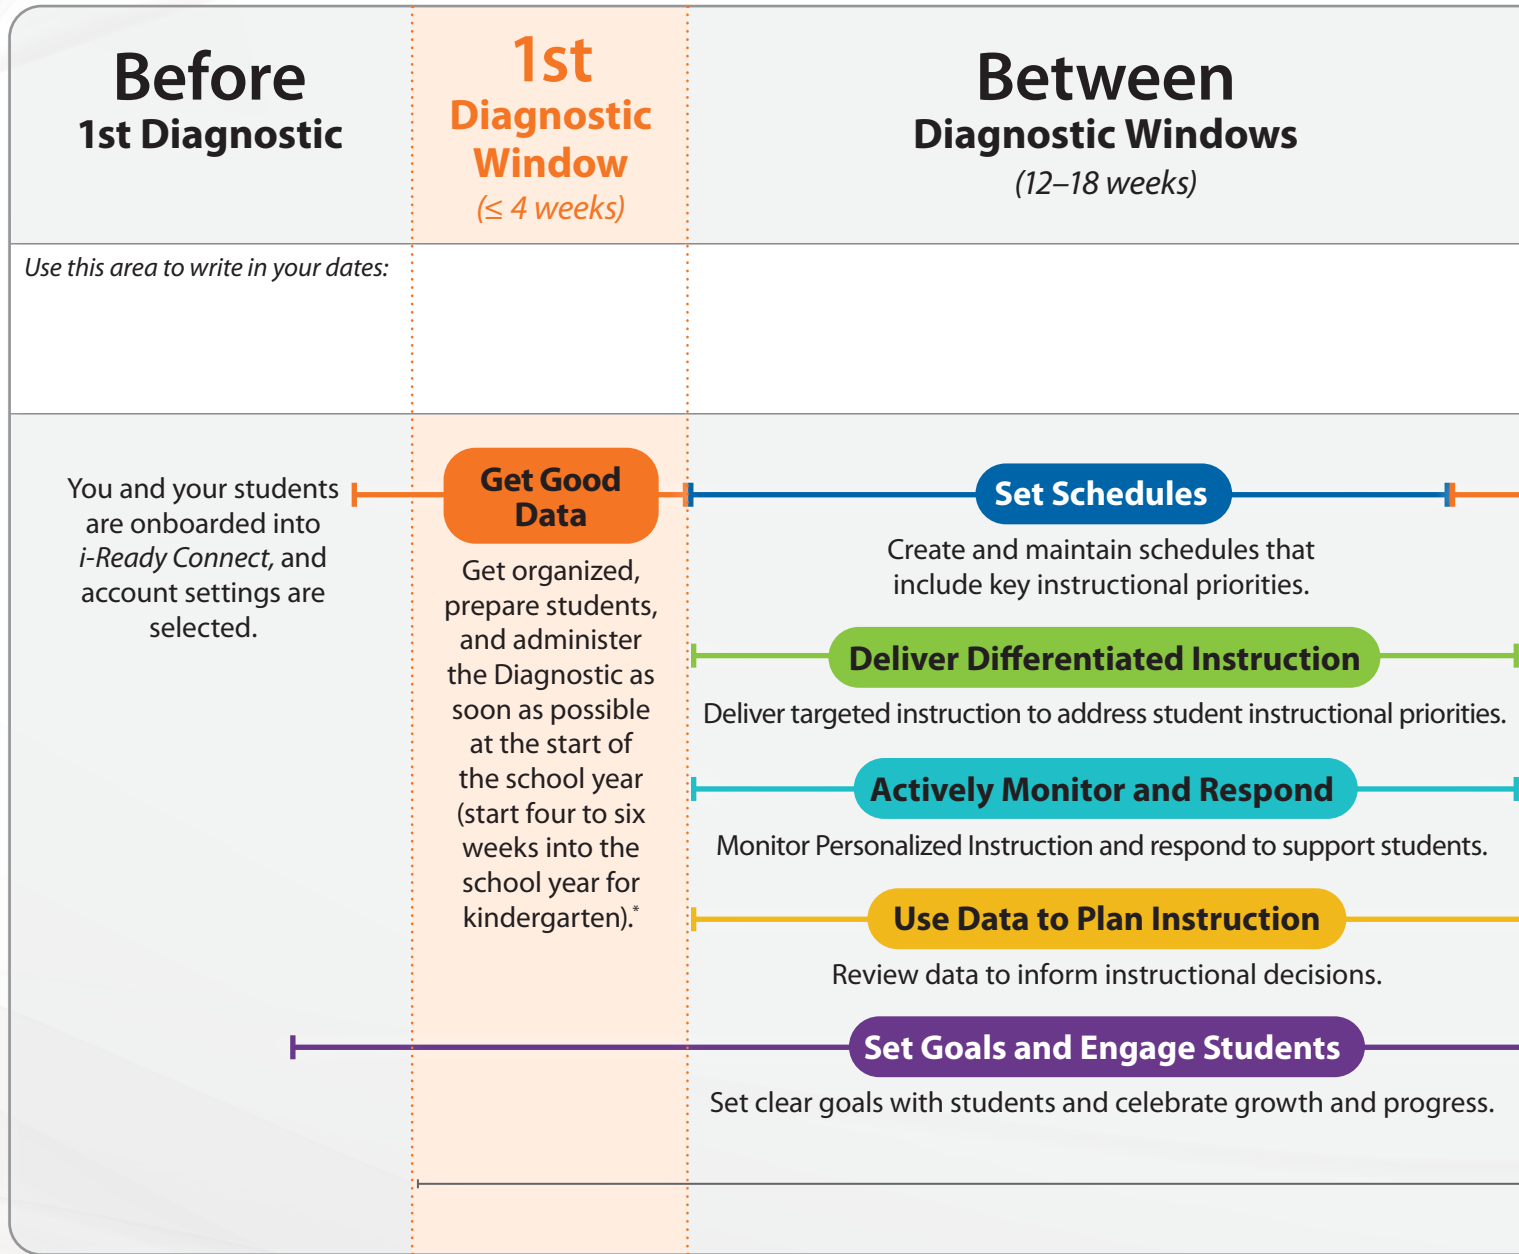 Before
1st Diagnostic
1st
Diagnostic
Window
(≤ 4 weeks)
Between
Diagnostic Windows
(12–18 weeks)
Use this area to write in your dates:
You and your students
are onboarded into
i-Ready Connect, and
account settings are
selected.
Get Good
Data
Get organized,
prepare students,
and administer
the Diagnostic as
soon as possible
at the start of
the school year
(start four to six
weeks into the
school year for
kindergarten).*
Set Schedules
Create and maintain schedules that
include key instructional priorities.
Deliver Differentiated Instruction
Deliver targeted instruction to address student instructional priorities.
Actively Monitor and Respond
Monitor Personalized Instruction and respond to support students.
Use Data to Plan Instruction
Review data to inform instructional decisions.
Set Goals and Engage Students
Set clear goals with students and celebrate growth and progress.